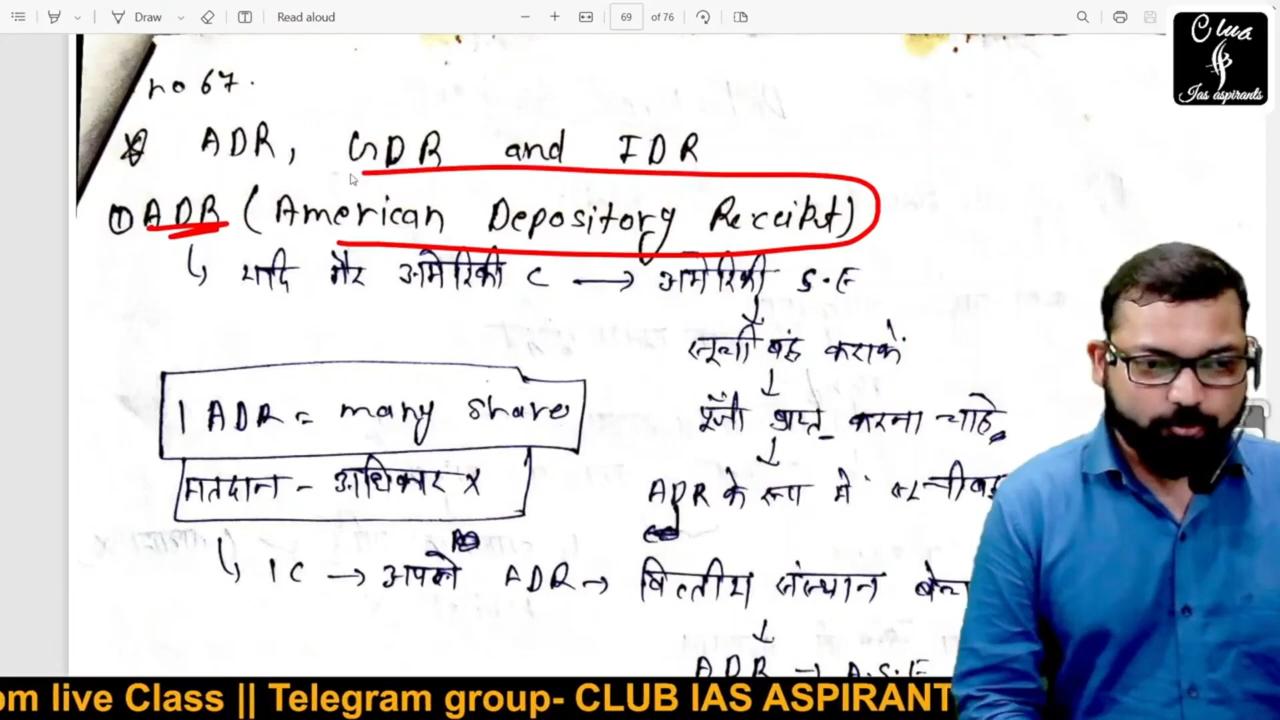 Draw
Read aloud
69 of 76
Clua
Ias aspirants
no 67.
ADR, GDR and IDR
① ADR (American Depository Receipt)
↳ यदि गैर अमेरिकी C → अमेरिकी S.E
↓
सूचीबद्ध कराके
↓
पूँजी प्राप्त करना चाहे,
↓
1 ADR = many share
मतदान - अधिकार x
ADR के रूप में
↳ IC → अपने ADR → वित्तीय संस्थान
↓
ADR → A.S.E
om live Class || Telegram group- CLUB IAS ASPIRANT